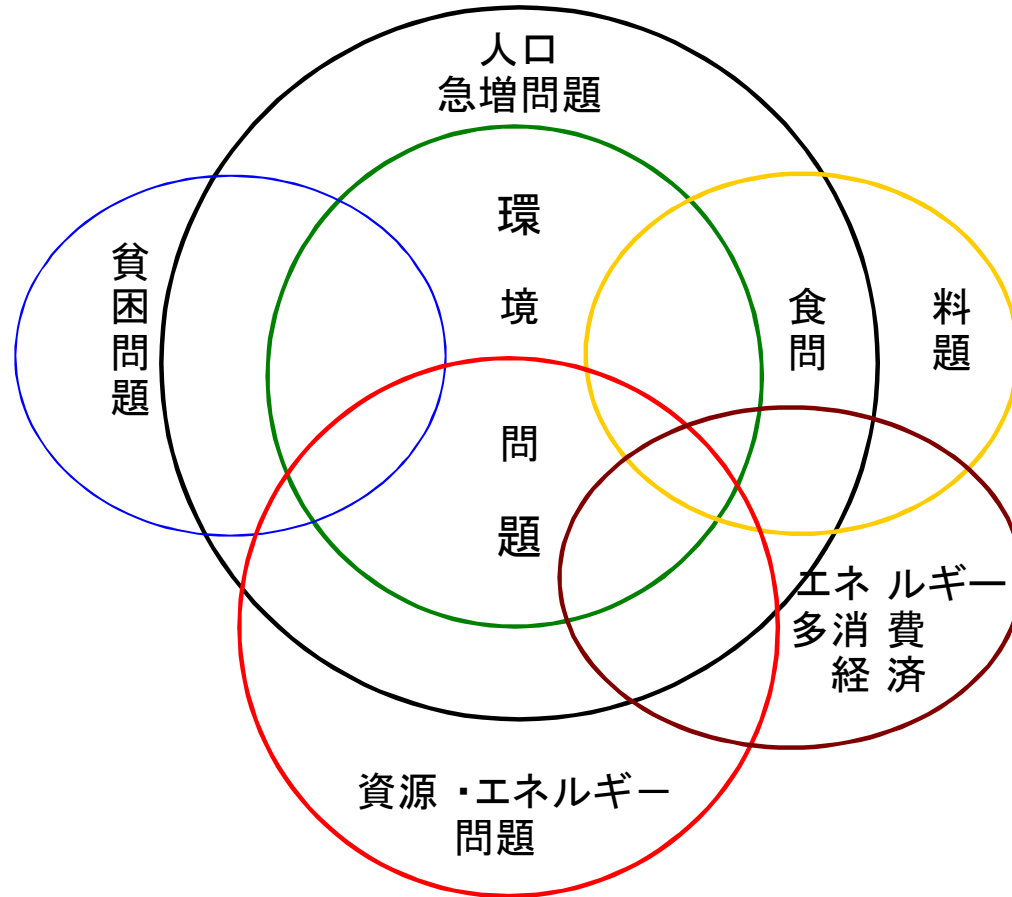 人口
急増問題
環境問題
貧困問題
食料
問題
エネルギー
多消費
経済
資源・エネルギー
問題